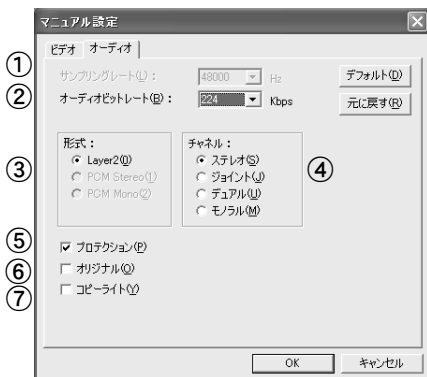 マニュアル設定
ビデオ オーディオ
① サンプリングレート(L): 48000 Hz デフォルト(D)
② オーディオビットレート(B): 224 Kbps 元に戻す(R)
③ 形式: チャネル: ④
Layer2(0) ステレオ(S)
PCM Stereo(1) ジョイント(J)
PCM Mono(2) デュアル(U)
モノラル(M)
⑤ プロテクション(P)
⑥ オリジナル(O)
⑦ コピーライト(Y)
OK キャンセル